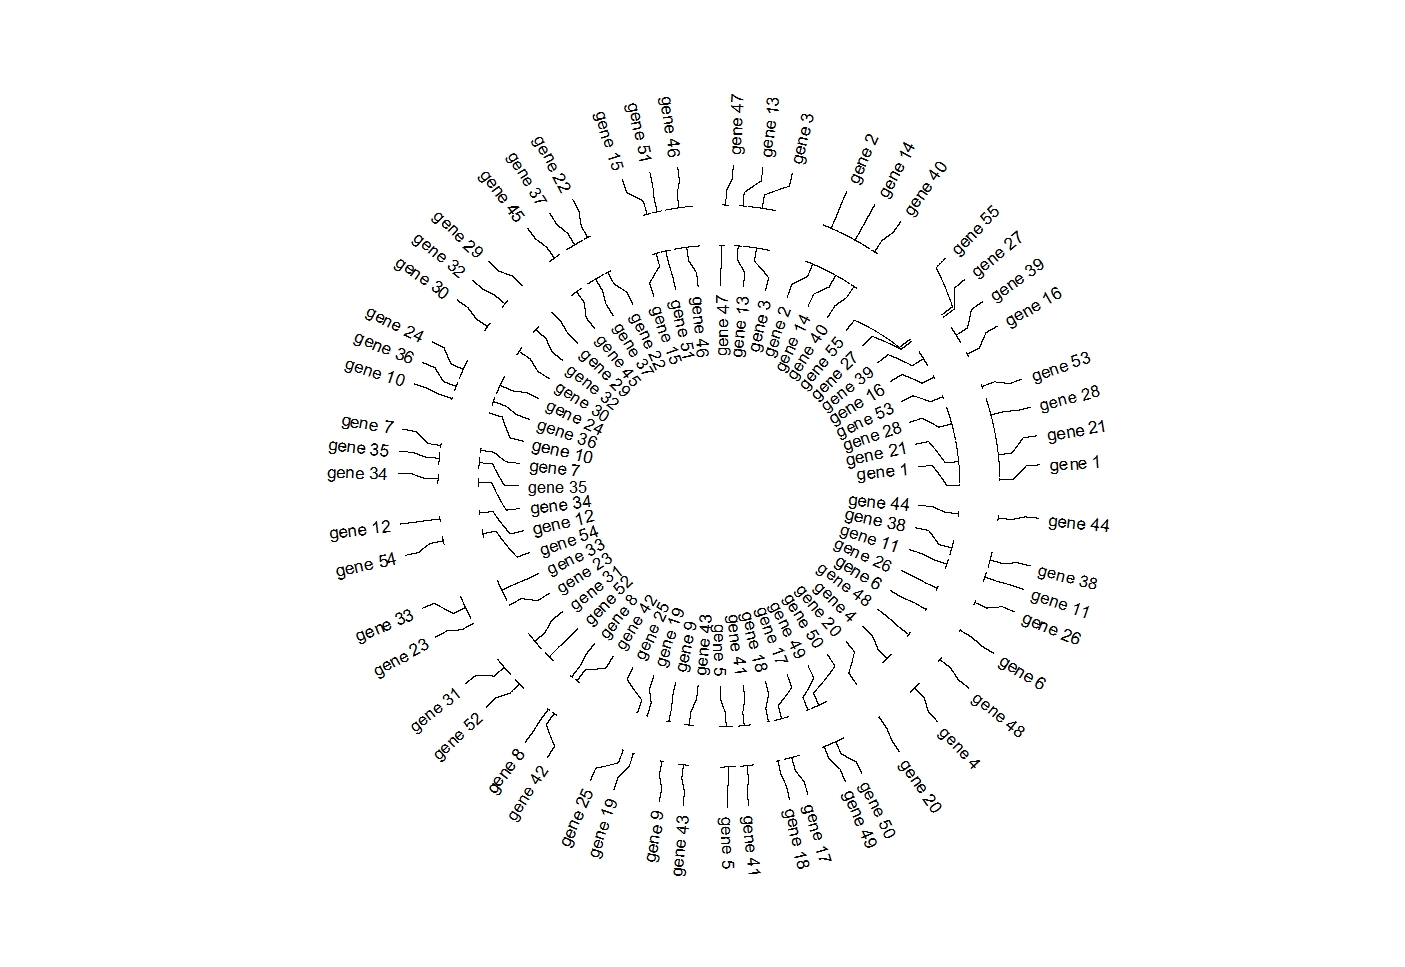 gene 47
gene 13
gene 3
gene 2
gene 14
gene 40
gene 55
gene 27
gene 39
gene 16
gene 53
gene 28
gene 21
gene 1
gene 44
gene 38
gene 11
gene 26
gene 6
gene 48
gene 4
gene 20
gene 50
gene 49
gene 17
gene 18
gene 41
gene 5
gene 43
gene 9
gene 19
gene 25
gene 42
gene 8
gene 52
gene 31
gene 23
gene 33
gene 54
gene 12
gene 34
gene 35
gene 7
gene 10
gene 36
gene 24
gene 30
gene 32
gene 29
gene 45
gene 37
gene 22
gene 15
gene 51
gene 46
gene 47
gene 13
gene 3
gene 2
gene 14
gene 40
gene 55
gene 27
gene 39
gene 16
gene 53
gene 28
gene 21
gene 1
gene 44
gene 38
gene 11
gene 26
gene 6
gene 48
gene 4
gene 20
gene 50
gene 49
gene 17
gene 18
gene 41
gene 5
gene 43
gene 9
gene 19
gene 25
gene 42
gene 8
gene 52
gene 31
gene 23
gene 33
gene 54
gene 12
gene 34
gene 35
gene 7
gene 10
gene 36
gene 24
gene 30
gene 32
gene 29
gene 45
gene 37
gene 22
gene 15
gene 51
gene 46